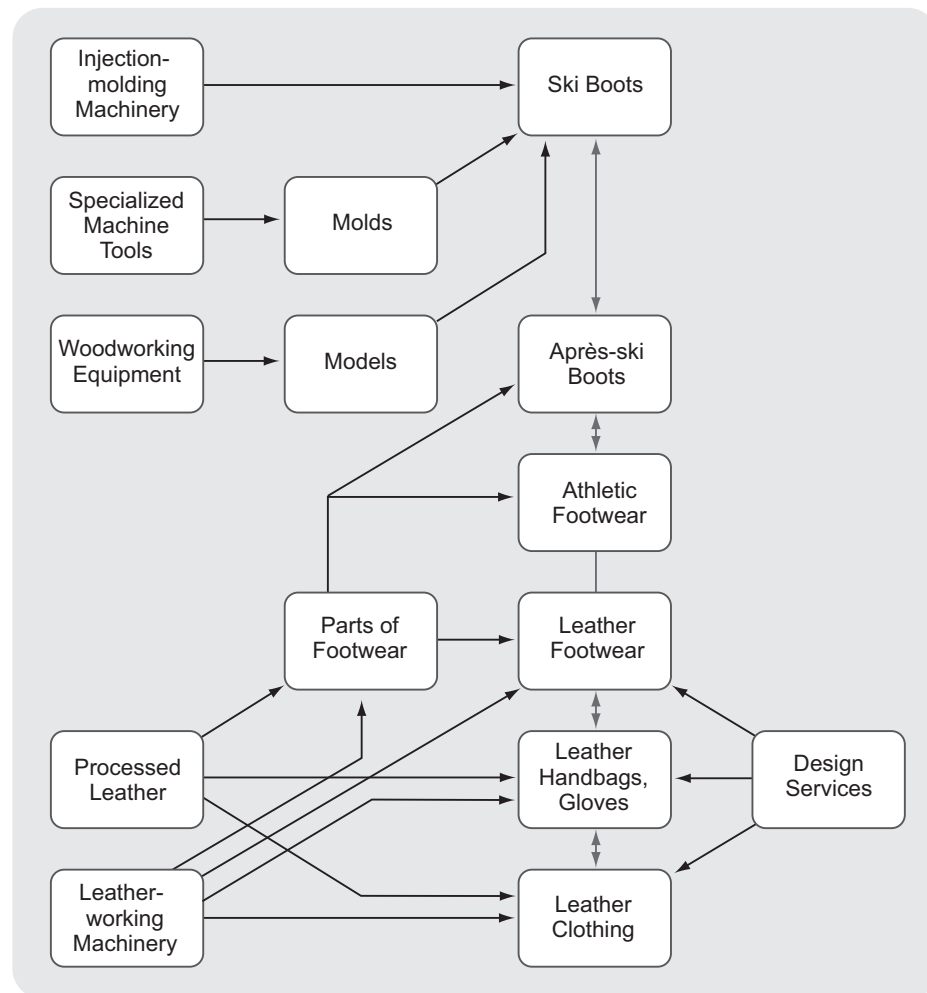 Injection-
molding
Machinery
Ski Boots
Specialized
Machine
Tools
Molds
Woodworking
Equipment
Models
Après-ski
Boots
Athletic
Footwear
Parts of
Footwear
Leather
Footwear
Processed
Leather
Leather
Handbags,
Gloves
Design
Services
Leather-
working
Machinery
Leather
Clothing